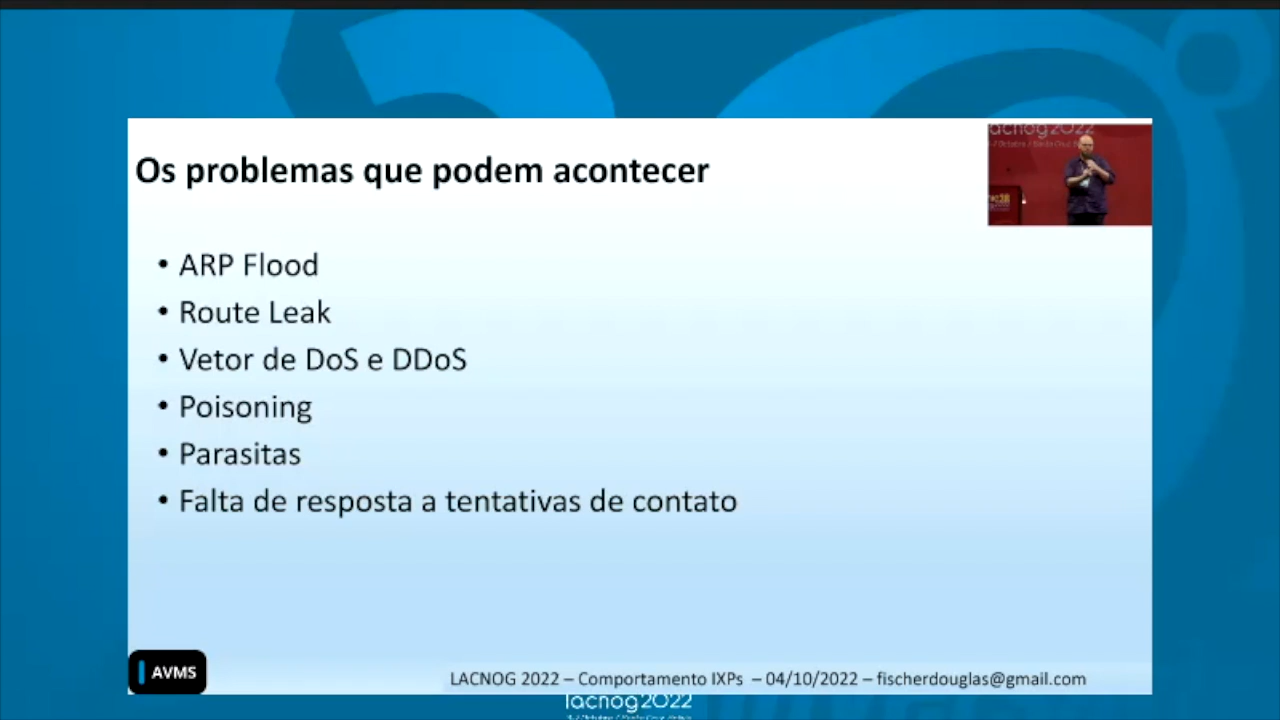 Os problemas que podem acontecer
lacnog2022
• ARP Flood
• Route Leak
• Vetor de DoS e DDoS
• Poisoning
• Parasitas
• Falta de resposta a tentativas de contato
AVMS
LACNOG 2022 – Comportamento IXPs – 04/10/2022 – fischerdouglas@gmail.com
lacnog2022